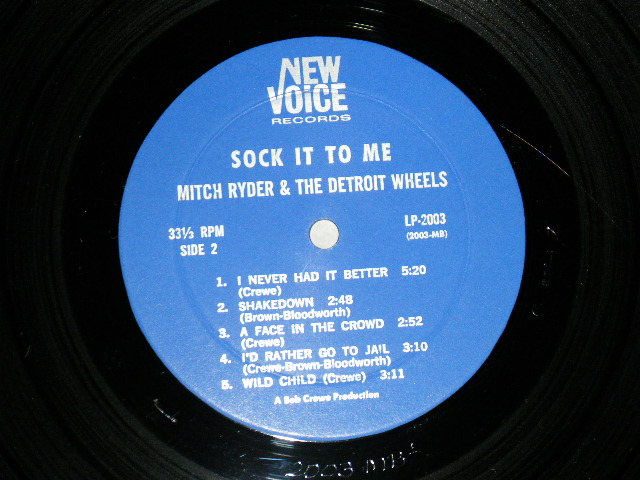 NEW
VOICE
RECORDS
SOCK IT TO ME
MITCH RYDER & THE DETROIT WHEELS
33⅓ RPM
SIDE 2
LP-2003
(2003-MB)
1. I NEVER HAD IT BETTER 5:20
(Crewe)
2. SHAKEDOWN 2:48
(Brown-Bloodworth)
3. A FACE IN THE CROWD 2:52
(Crewe)
4. I'D RATHER GO TO JAIL 3:10
(Crewe-Brown-Bloodworth)
5. WILD CHILD (Crewe) 3:11
A Bob Crewe Production